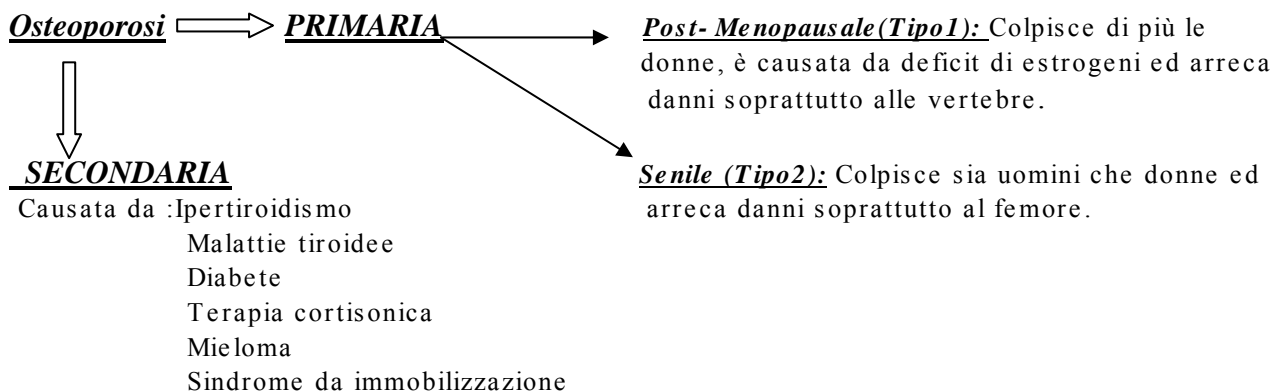 Osteoporosi PRIMARIA
Post-Menopausale(Tipo1): Colpisce di più le
donne, è causata da deficit di estrogeni ed arreca
danni soprattutto alle vertebre.
Senile (Tipo2): Colpisce sia uomini che donne ed
arreca danni soprattutto al femore.
SECONDARIA
Causata da :Ipertiroidismo
Malattie tiroidee
Diabete
Terapia cortisonica
Mieloma
Sindrome da immobilizzazione